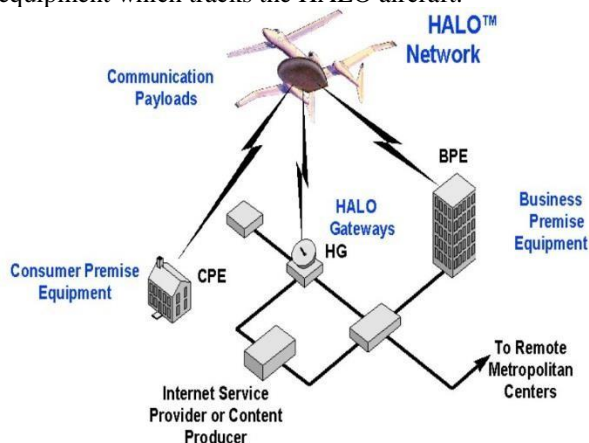 equipment which tracks the HALO aircraft.
HALO™
Network
Communication
Payloads
BPE
HALO
Gateways
Business
Premise
Equipment
HG
Consumer Premise
Equipment
CPE
To Remote
Metropolitan
Centers
Internet Service
Provider or Content
Producer